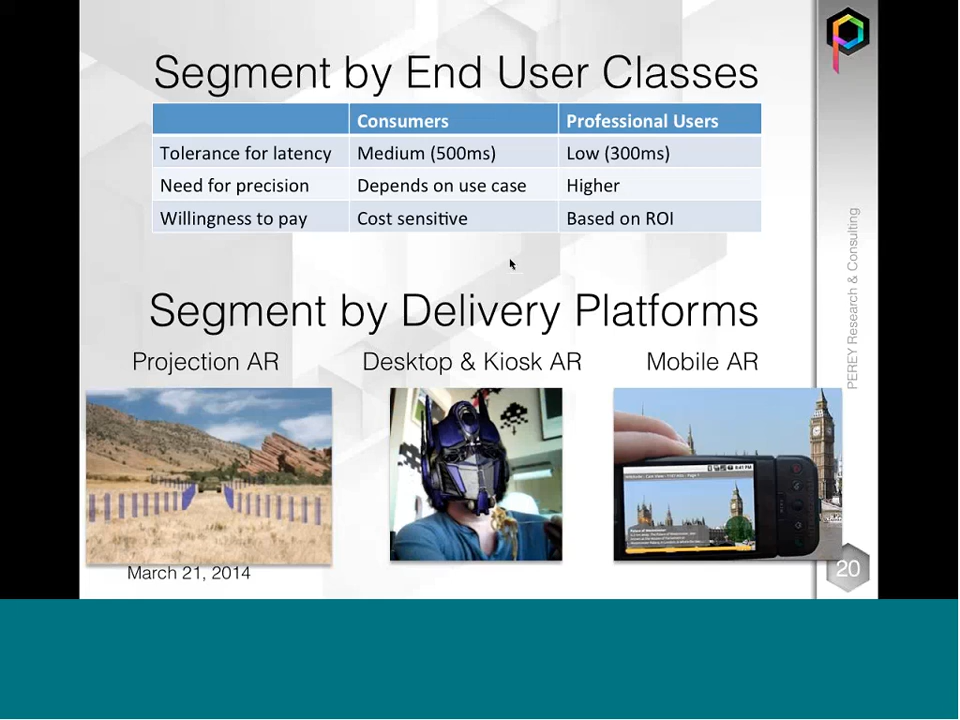 Segment by End User Classes
Consumers Professional Users
Tolerance for latency Medium (500ms) Low (300ms)
Need for precision Depends on use case Higher
Willingness to pay Cost sensitive Based on ROI
Segment by Delivery Platforms
Projection AR Desktop & Kiosk AR Mobile AR
March 21, 2014
20
PEREY Research & Consulting